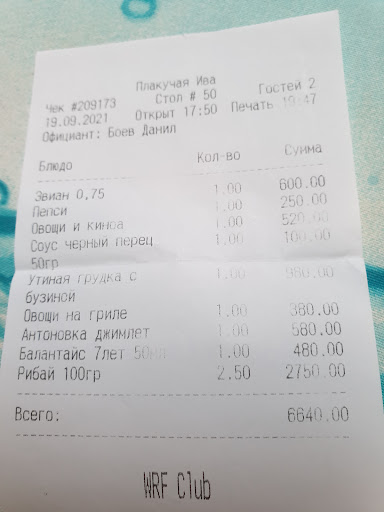 Плакучая Ива
Чек #209173 Стол # 50 Гостей 2
19.09.2021 Открыт 17:50 Печать 19:47
Официант: Боев Данил
Блюдо Кол-во Сумма
Звиан 0,75 1.00 600.00
Пепси 1.00 250.00
Овощи и киноа 1.00 520.00
Соус черный перец 1.00 100.00
50гр
Утиная грудка с 1.00 980.00
бузиной
Овощи на гриле 1.00 380.00
Антоновка джимлет 1.00 580.00
Балантайс 7лет 50мл 1.00 480.00
Рибай 100гр 2.50 2750.00
Всего: 6640.00
WRF Club